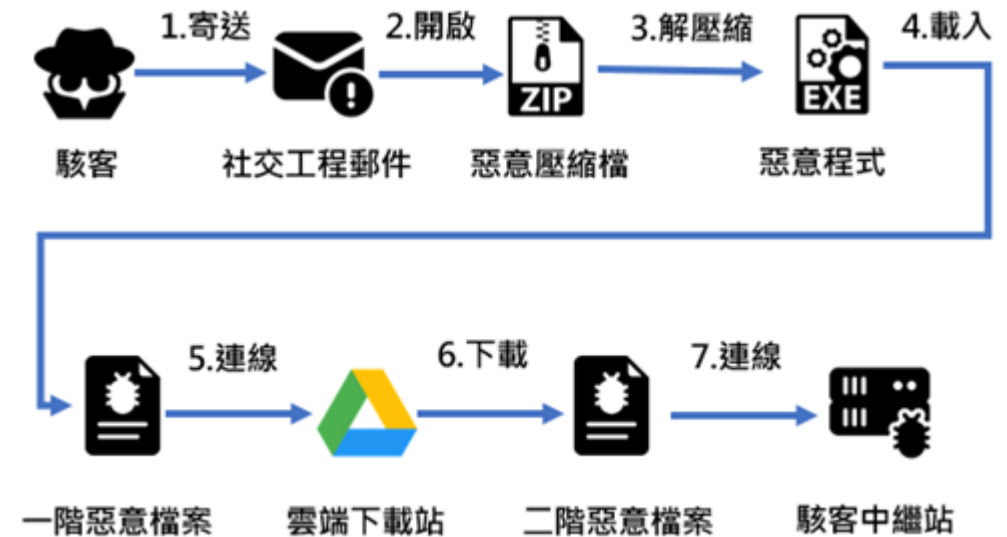 1.寄送
2.開啟
3.解壓縮
4.載入
ZIP
EXE
駭客
社交工程郵件
惡意壓縮檔
惡意程式
5.連線
6.下載
7.連線
一階惡意檔案
雲端下載站
二階惡意檔案
駭客中繼站